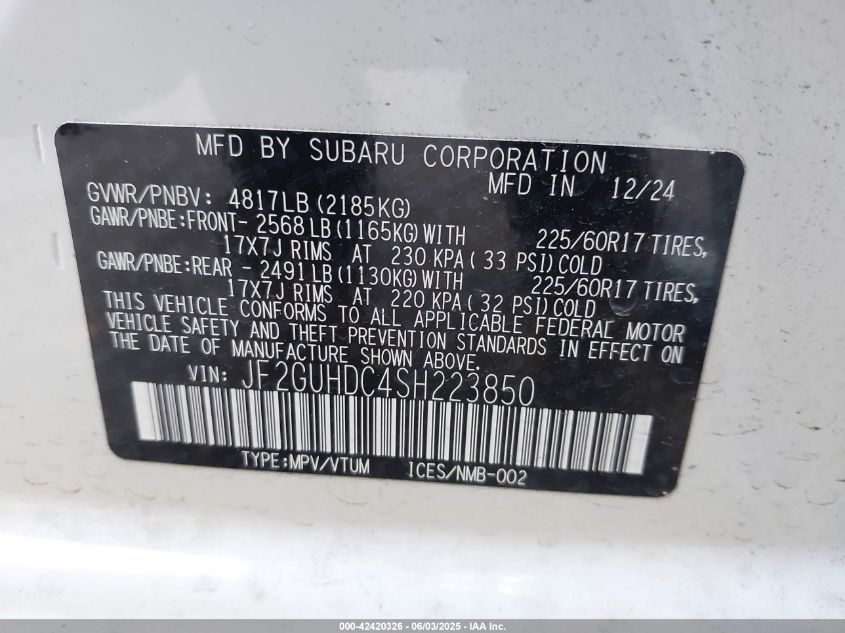 MFD BY SUBARU CORPORATION
MFD IN 12/24
GVWR/PNBV: 4817LB(2185KG)
GAWR/PNBE:FRONT- 2568LB(1165KG)WITH 225/60R17 TIRES,
17X7J RIMS AT 230 KPA( 33 PSI)COLD
GAWR/PNBE:REAR - 2491LB(1130KG)WITH 225/60R17 TIRES,
17X7J RIMS AT 220 KPA( 32 PSI)COLD
THIS VEHICLE CONFORMS TO ALL APPLICABLE FEDERAL MOTOR
VEHICLE SAFETY AND THEFT PREVENTION STANDARDS IN EFFECT ON
THE DATE OF MANUFACTURE SHOWN ABOVE.
VIN: JF2GUHDC4SH223850
TYPE:MPV/VTUM ICES/NMB-002
000-42420326 - 06/03/2025 - IAA Inc.